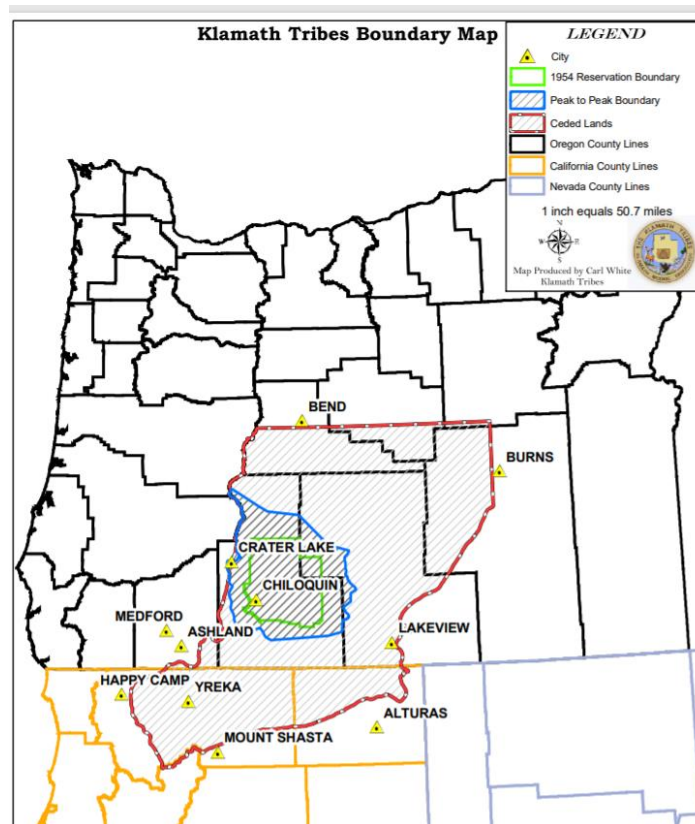 Klamath Tribes Boundary Map
LEGEND
City
1954 Reservation Boundary
Peak to Peak Boundary
Ceded Lands
Oregon County Lines
California County Lines
Nevada County Lines
1 inch equals 50.7 miles
N
W
E
S
Map Produced by Carl White
Klamath Tribes
BEND
BURNS
CRATER LAKE
CHILOQUIN
MEDFORD
ASHLAND
LAKEVIEW
HAPPY CAMP
YREKA
ALTURAS
MOUNT SHASTA